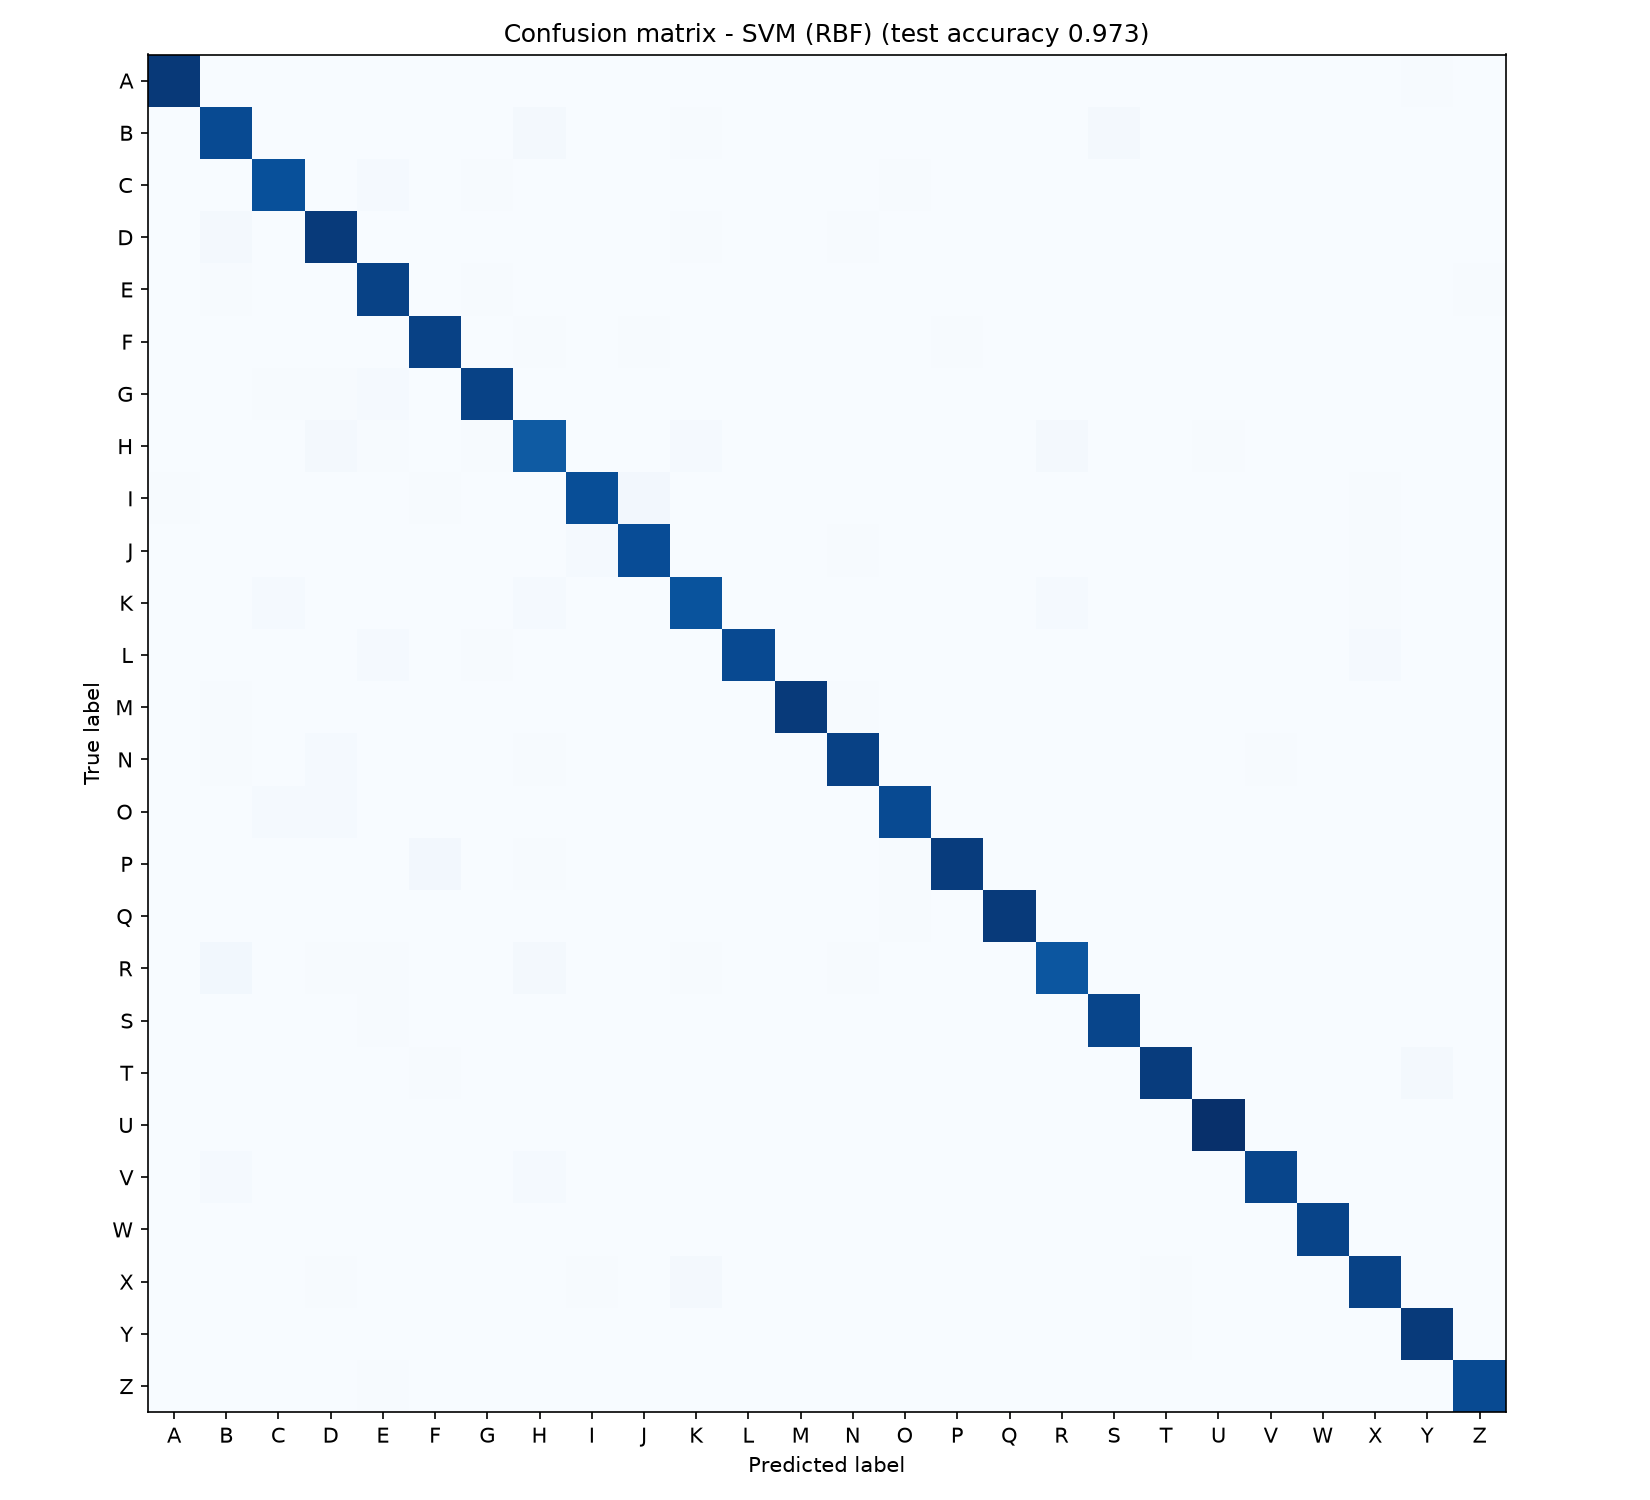 Confusion matrix - SVM (RBF) (test accuracy 0.973)
True label
A
B
C
D
E
F
G
H
I
J
K
L
M
N
O
P
Q
R
S
T
U
V
W
X
Y
Z
A B C D E F G H I J K L M N O P Q R S T U V W X Y Z
Predicted label